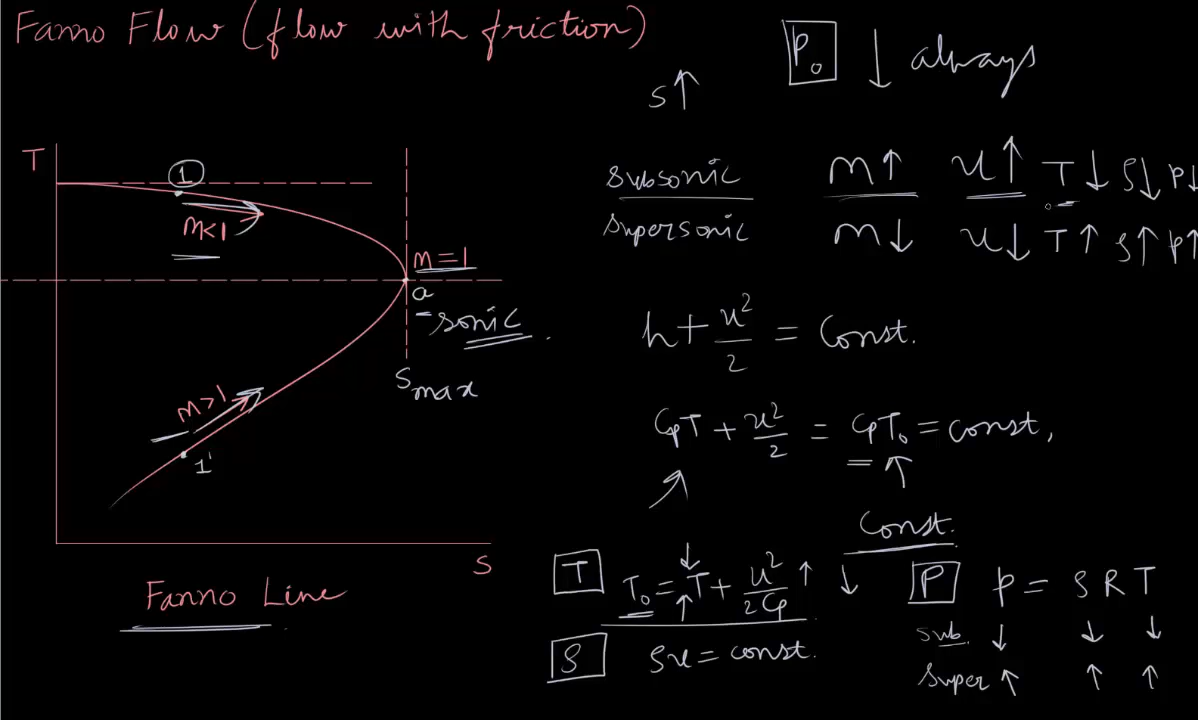 Fanno Flow (flow with friction)
P₀ ↓ always
s↑
T
1
M<1
M=1
a
sonic.
Smax
M>1
1'
S
Fanno Line
Subsonic M↑ u↑ T↓ ρ↓ P↓
Supersonic M↓ u↓ T↑ ρ↑ P↑
h + u²/2 = Const.
CpT + u²/2 = CpT₀ = const,
↑
Const.
T T₀ = T + u²/2Cp ↑ ↓
ρ ρu = const.
P p = ρRT
sub. ↓ ↓ ↓
super ↑ ↑ ↑